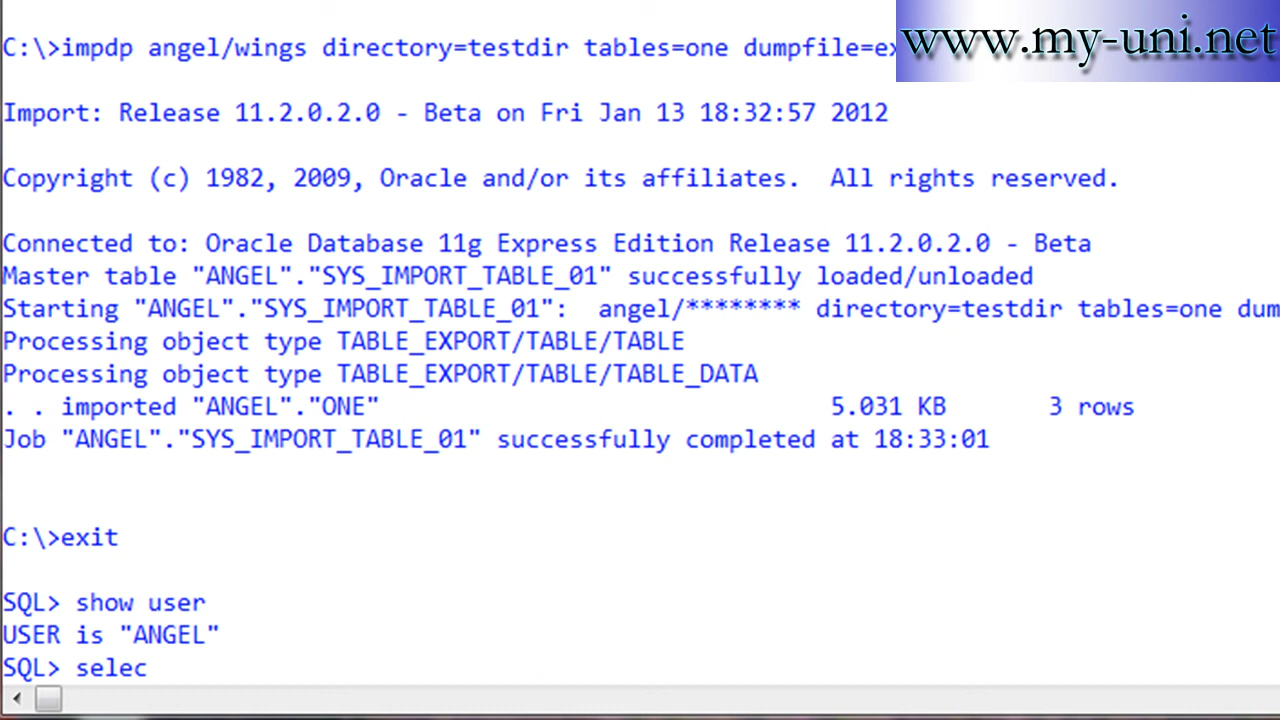 www.my-uni.net
C:\>impdp angel/wings directory=testdir tables=one dumpfile=ex
Import: Release 11.2.0.2.0 - Beta on Fri Jan 13 18:32:57 2012
Copyright (c) 1982, 2009, Oracle and/or its affiliates.  All rights reserved.
Connected to: Oracle Database 11g Express Edition Release 11.2.0.2.0 - Beta
Master table "ANGEL"."SYS_IMPORT_TABLE_01" successfully loaded/unloaded
Starting "ANGEL"."SYS_IMPORT_TABLE_01":  angel/******** directory=testdir tables=one dum
Processing object type TABLE_EXPORT/TABLE/TABLE
Processing object type TABLE_EXPORT/TABLE/TABLE_DATA
. . imported "ANGEL"."ONE" 5.031 KB 3 rows
Job "ANGEL"."SYS_IMPORT_TABLE_01" successfully completed at 18:33:01
C:\>exit
SQL> show user
USER is "ANGEL"
SQL> selec